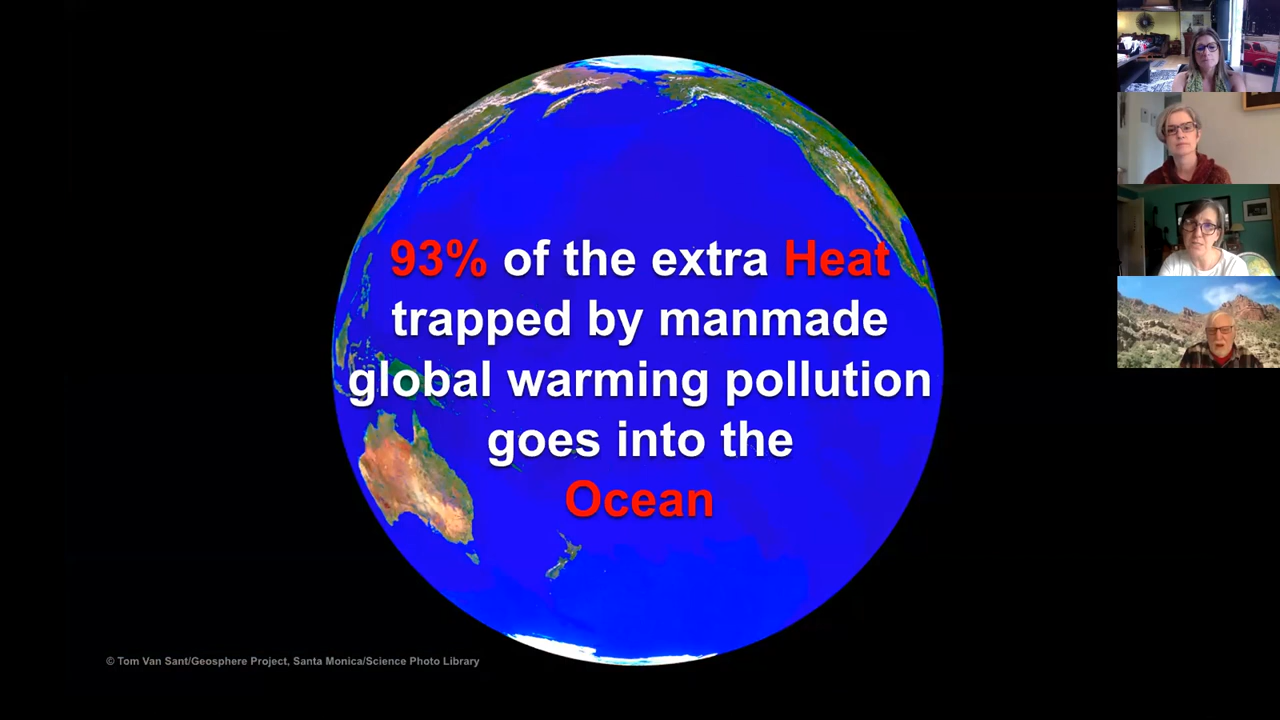 93% of the extra Heat
trapped by manmade
global warming pollution
goes into the
Ocean
© Tom Van Sant/Geosphere Project, Santa Monica/Science Photo Library